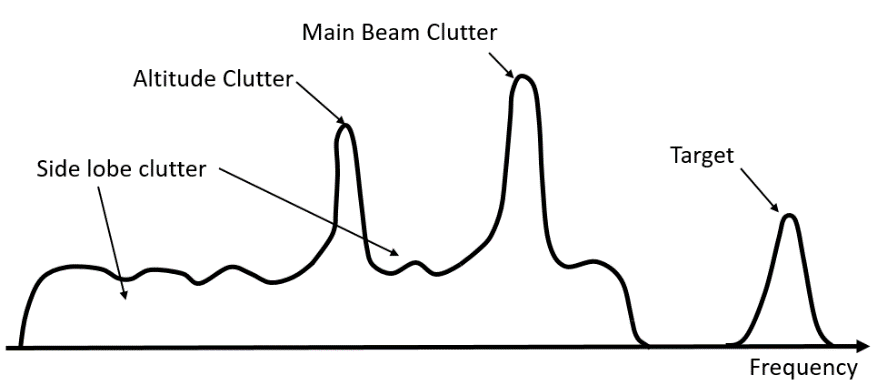 Main Beam Clutter
Altitude Clutter
Side lobe clutter
Target
Frequency